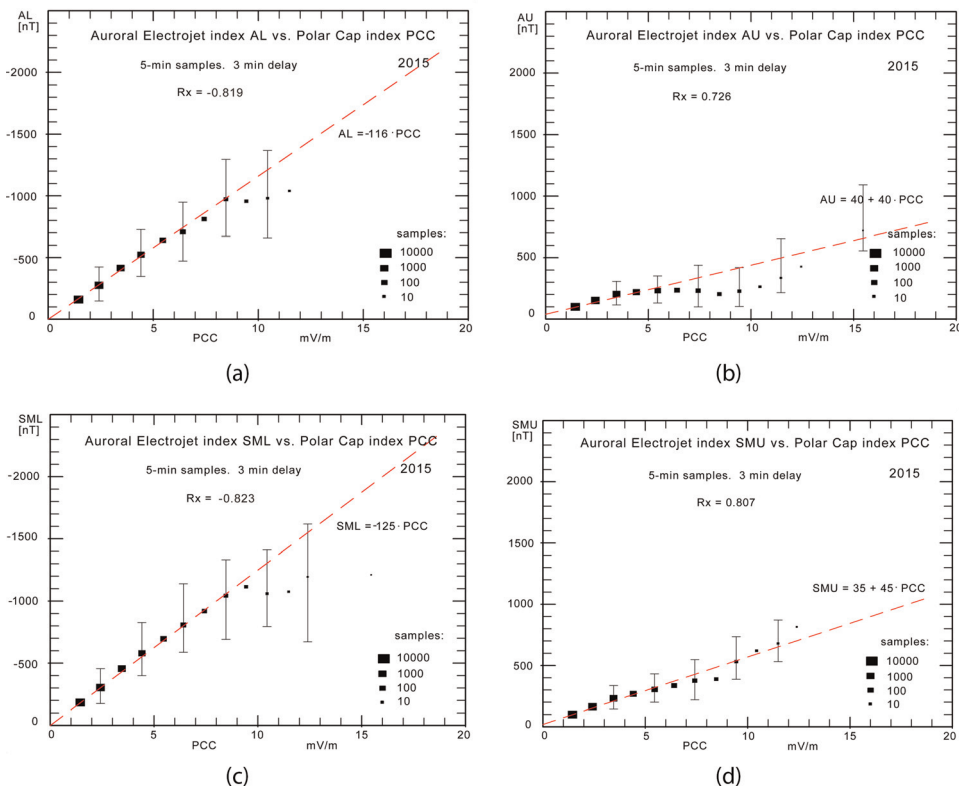 AL
[nT]
Auroral Electrojet index AL vs. Polar Cap index PCC
5-min samples.  3 min delay
2015
Rx = -0.819
AL =-116· PCC
samples:
10000
1000
100
10
-2000
-1500
-1000
-500
0
0
5
10
15
20
PCC
mV/m
(a)
AU
[nT]
Auroral Electrojet index AU vs. Polar Cap index PCC
5-min samples.  3 min delay
2015
Rx = 0.726
AU = 40 + 40· PCC
samples:
10000
1000
100
10
2000
1500
1000
500
0
0
5
10
15
20
PCC
mV/m
(b)
SML
[nT]
Auroral Electrojet index SML vs. Polar Cap index PCC
5-min samples.  3 min delay
2015
Rx = -0.823
SML =-125· PCC
samples:
10000
1000
100
10
-2000
-1500
-1000
-500
0
0
5
10
15
20
PCC
mV/m
(c)
SMU
[nT]
Auroral Electrojet index SMU vs. Polar Cap index PCC
5-min samples.  3 min delay
2015
Rx = 0.807
SMU = 35 + 45· PCC
samples:
10000
1000
100
10
2000
1500
1000
500
0
0
5
10
15
20
PCC
mV/m
(d)